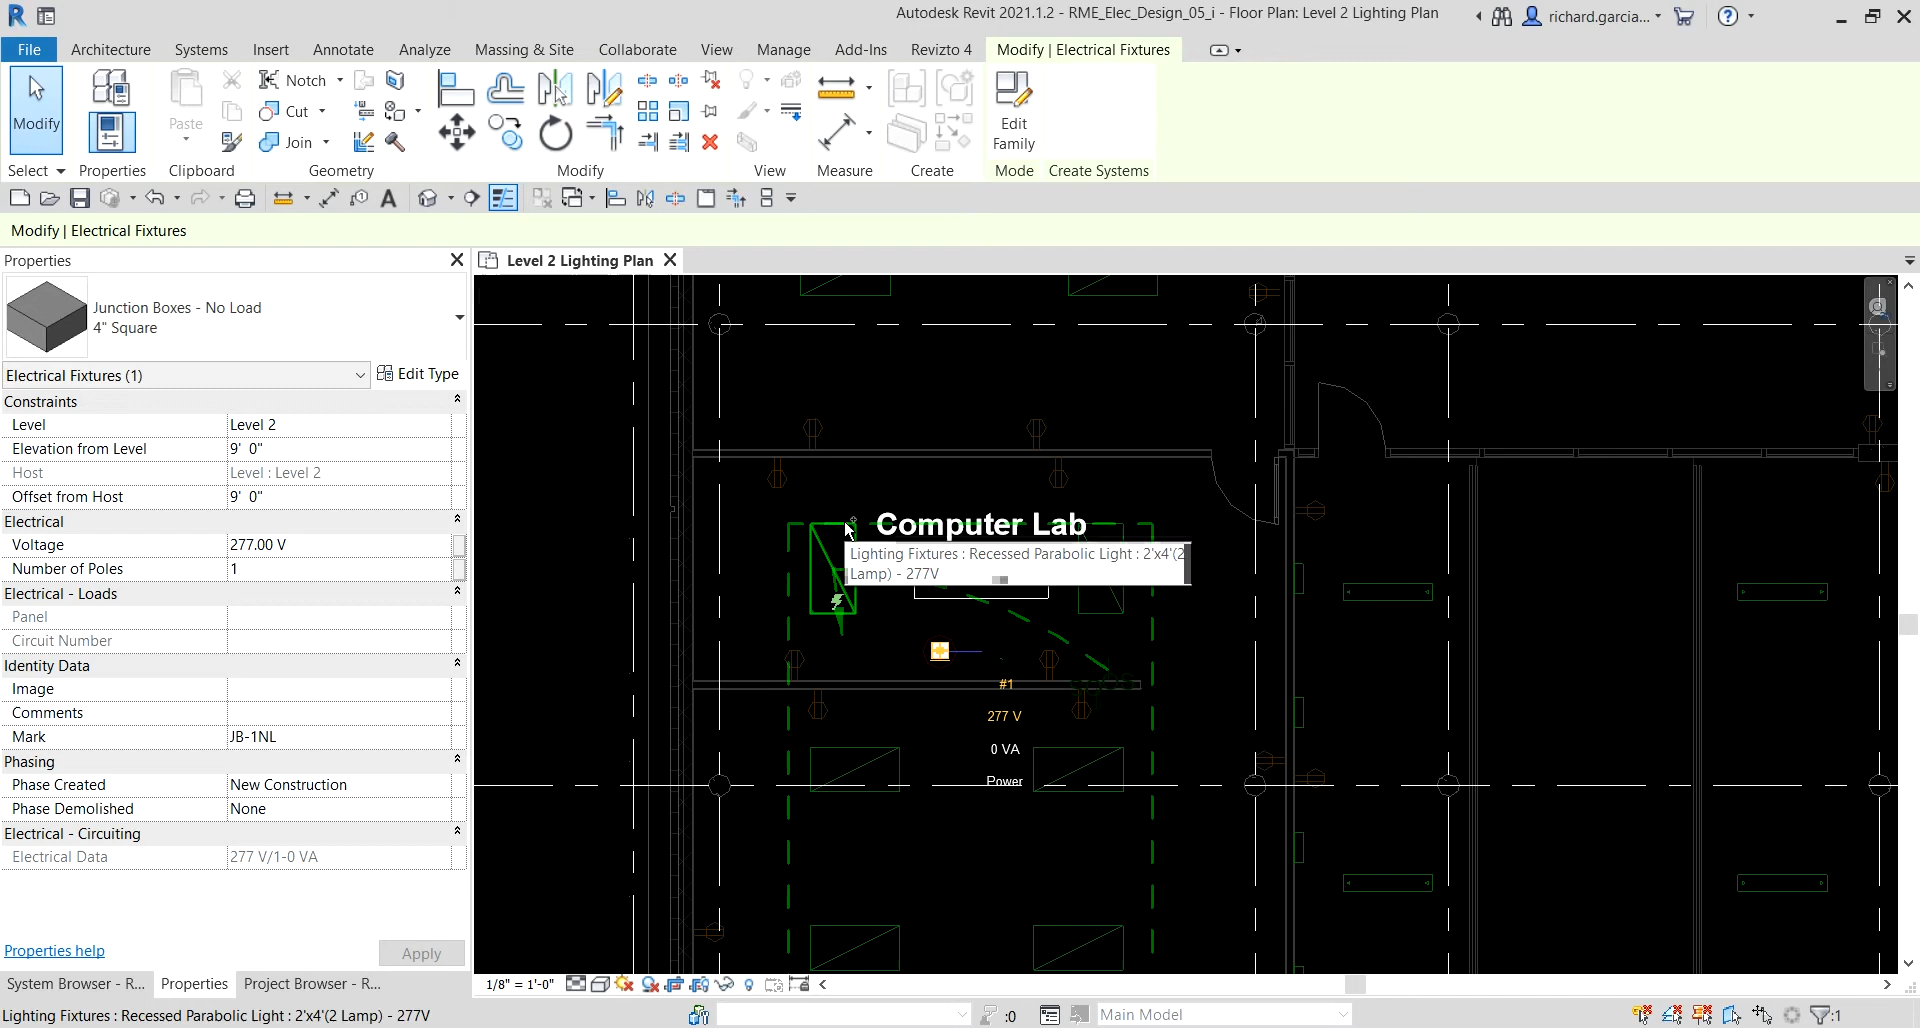 Autodesk Revit 2021.1.2 - RME_Elec_Design_05_i - Floor Plan: Level 2 Lighting Plan
richard.garcia...
File Architecture Systems Insert Annotate Analyze Massing & Site Collaborate View Manage Add-Ins Revizto 4 Modify | Electrical Fixtures
Modify
Paste
Notch
Cut
Join
Edit
Family
Select Properties Clipboard Geometry Modify View Measure Create Mode Create Systems
Modify | Electrical Fixtures
Properties
Level 2 Lighting Plan
Junction Boxes - No Load
4" Square
Electrical Fixtures (1)
Edit Type
Constraints
Level Level 2
Elevation from Level 9' 0"
Host Level : Level 2
Offset from Host 9' 0"
Electrical
Voltage 277.00 V
Number of Poles 1
Electrical - Loads
Panel
Circuit Number
Identity Data
Image
Comments
Mark JB-1NL
Phasing
Phase Created New Construction
Phase Demolished None
Electrical - Circuiting
Electrical Data 277 V/1-0 VA
Properties help
Apply
System Browser - R... Properties Project Browser - R...
Computer Lab
Lighting Fixtures : Recessed Parabolic Light : 2'x4'(2
Lamp) - 277V
#1
277 V
0 VA
Power
1/8" = 1'-0"
Lighting Fixtures : Recessed Parabolic Light : 2'x4'(2 Lamp) - 277V
:0
Main Model
:1